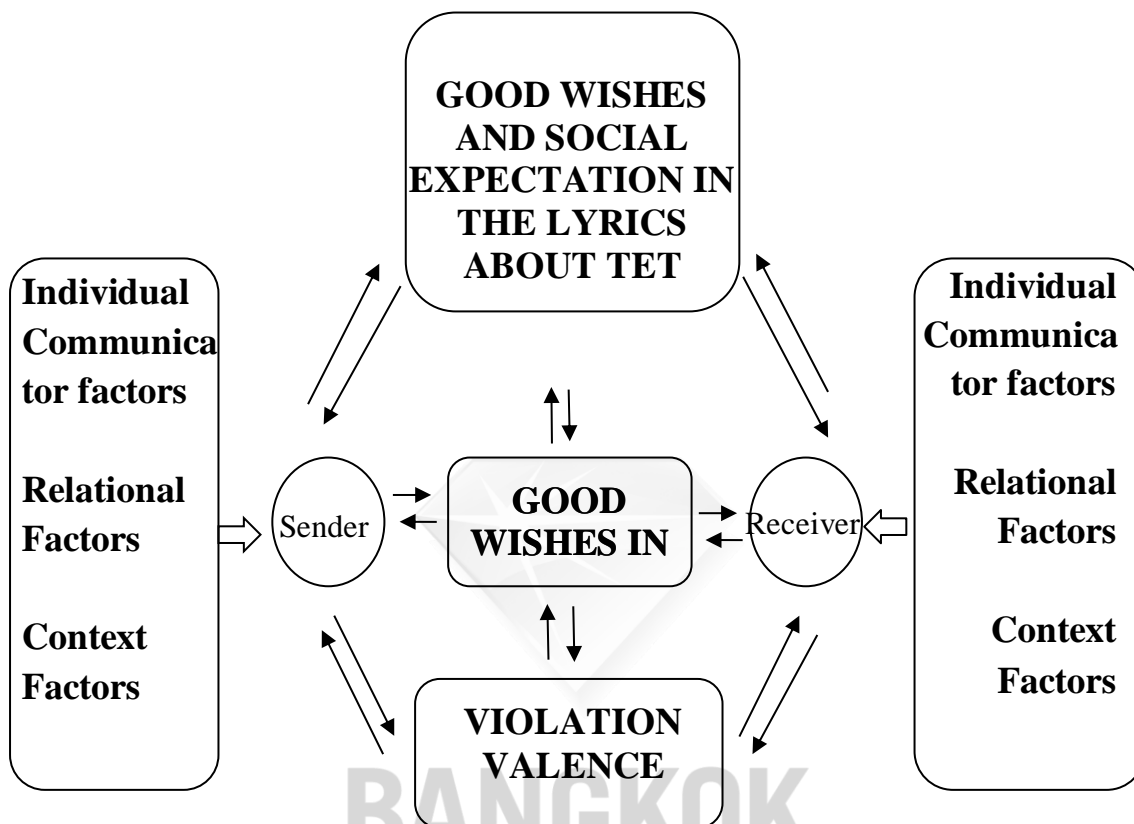 GOOD WISHES
AND SOCIAL
EXPECTATION IN
THE LYRICS
ABOUT TET
Individual
Communica
tor factors
Relational
Factors
Context
Factors
Sender
GOOD
WISHES IN
Receiver
Individual
Communica
tor factors
Relational
Factors
Context
Factors
VIOLATION
VALENCE
BANGKOK